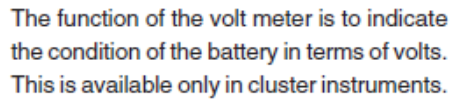 The function of the volt meter is to indicate
the condition of the battery in terms of volts.
This is available only in cluster instruments.